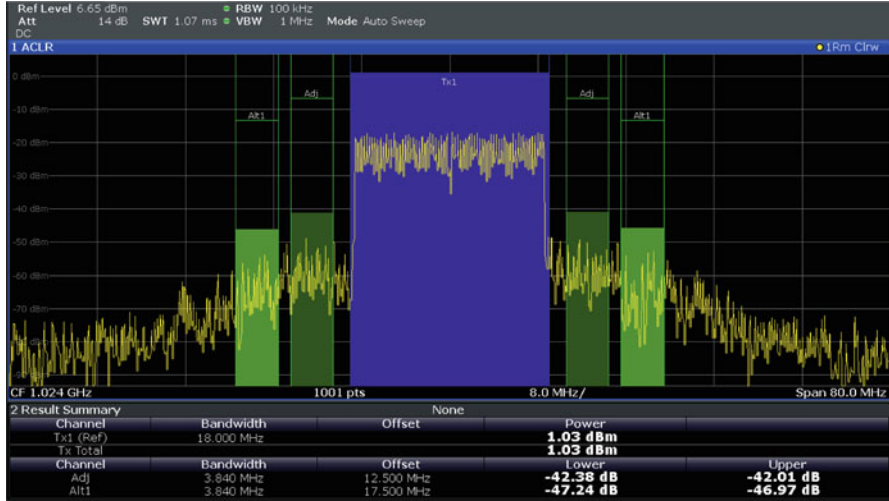 Ref Level 6.65 dBm RBW 100 kHz
Att 14 dB SWT 1.07 ms VBW 1 MHz Mode Auto Sweep
DC
1 ACLR 1Rm Clrw
0 dBm
Tx1
Adj Adj
-10 dBm
Alt1 Alt1
-20 dBm
-30 dBm
-40 dBm
-50 dBm
-60 dBm
-70 dBm
CF 1.024 GHz 1001 pts 8.0 MHz/ Span 80.0 MHz
2 Result Summary None
Channel Bandwidth Offset Power
Tx1 (Ref) 18.000 MHz 1.03 dBm
Tx Total 1.03 dBm
Channel Bandwidth Offset Lower Upper
Adj 3.840 MHz 12.500 MHz -42.38 dB -42.01 dB
Alt1 3.840 MHz 17.500 MHz -47.24 dB -46.97 dB